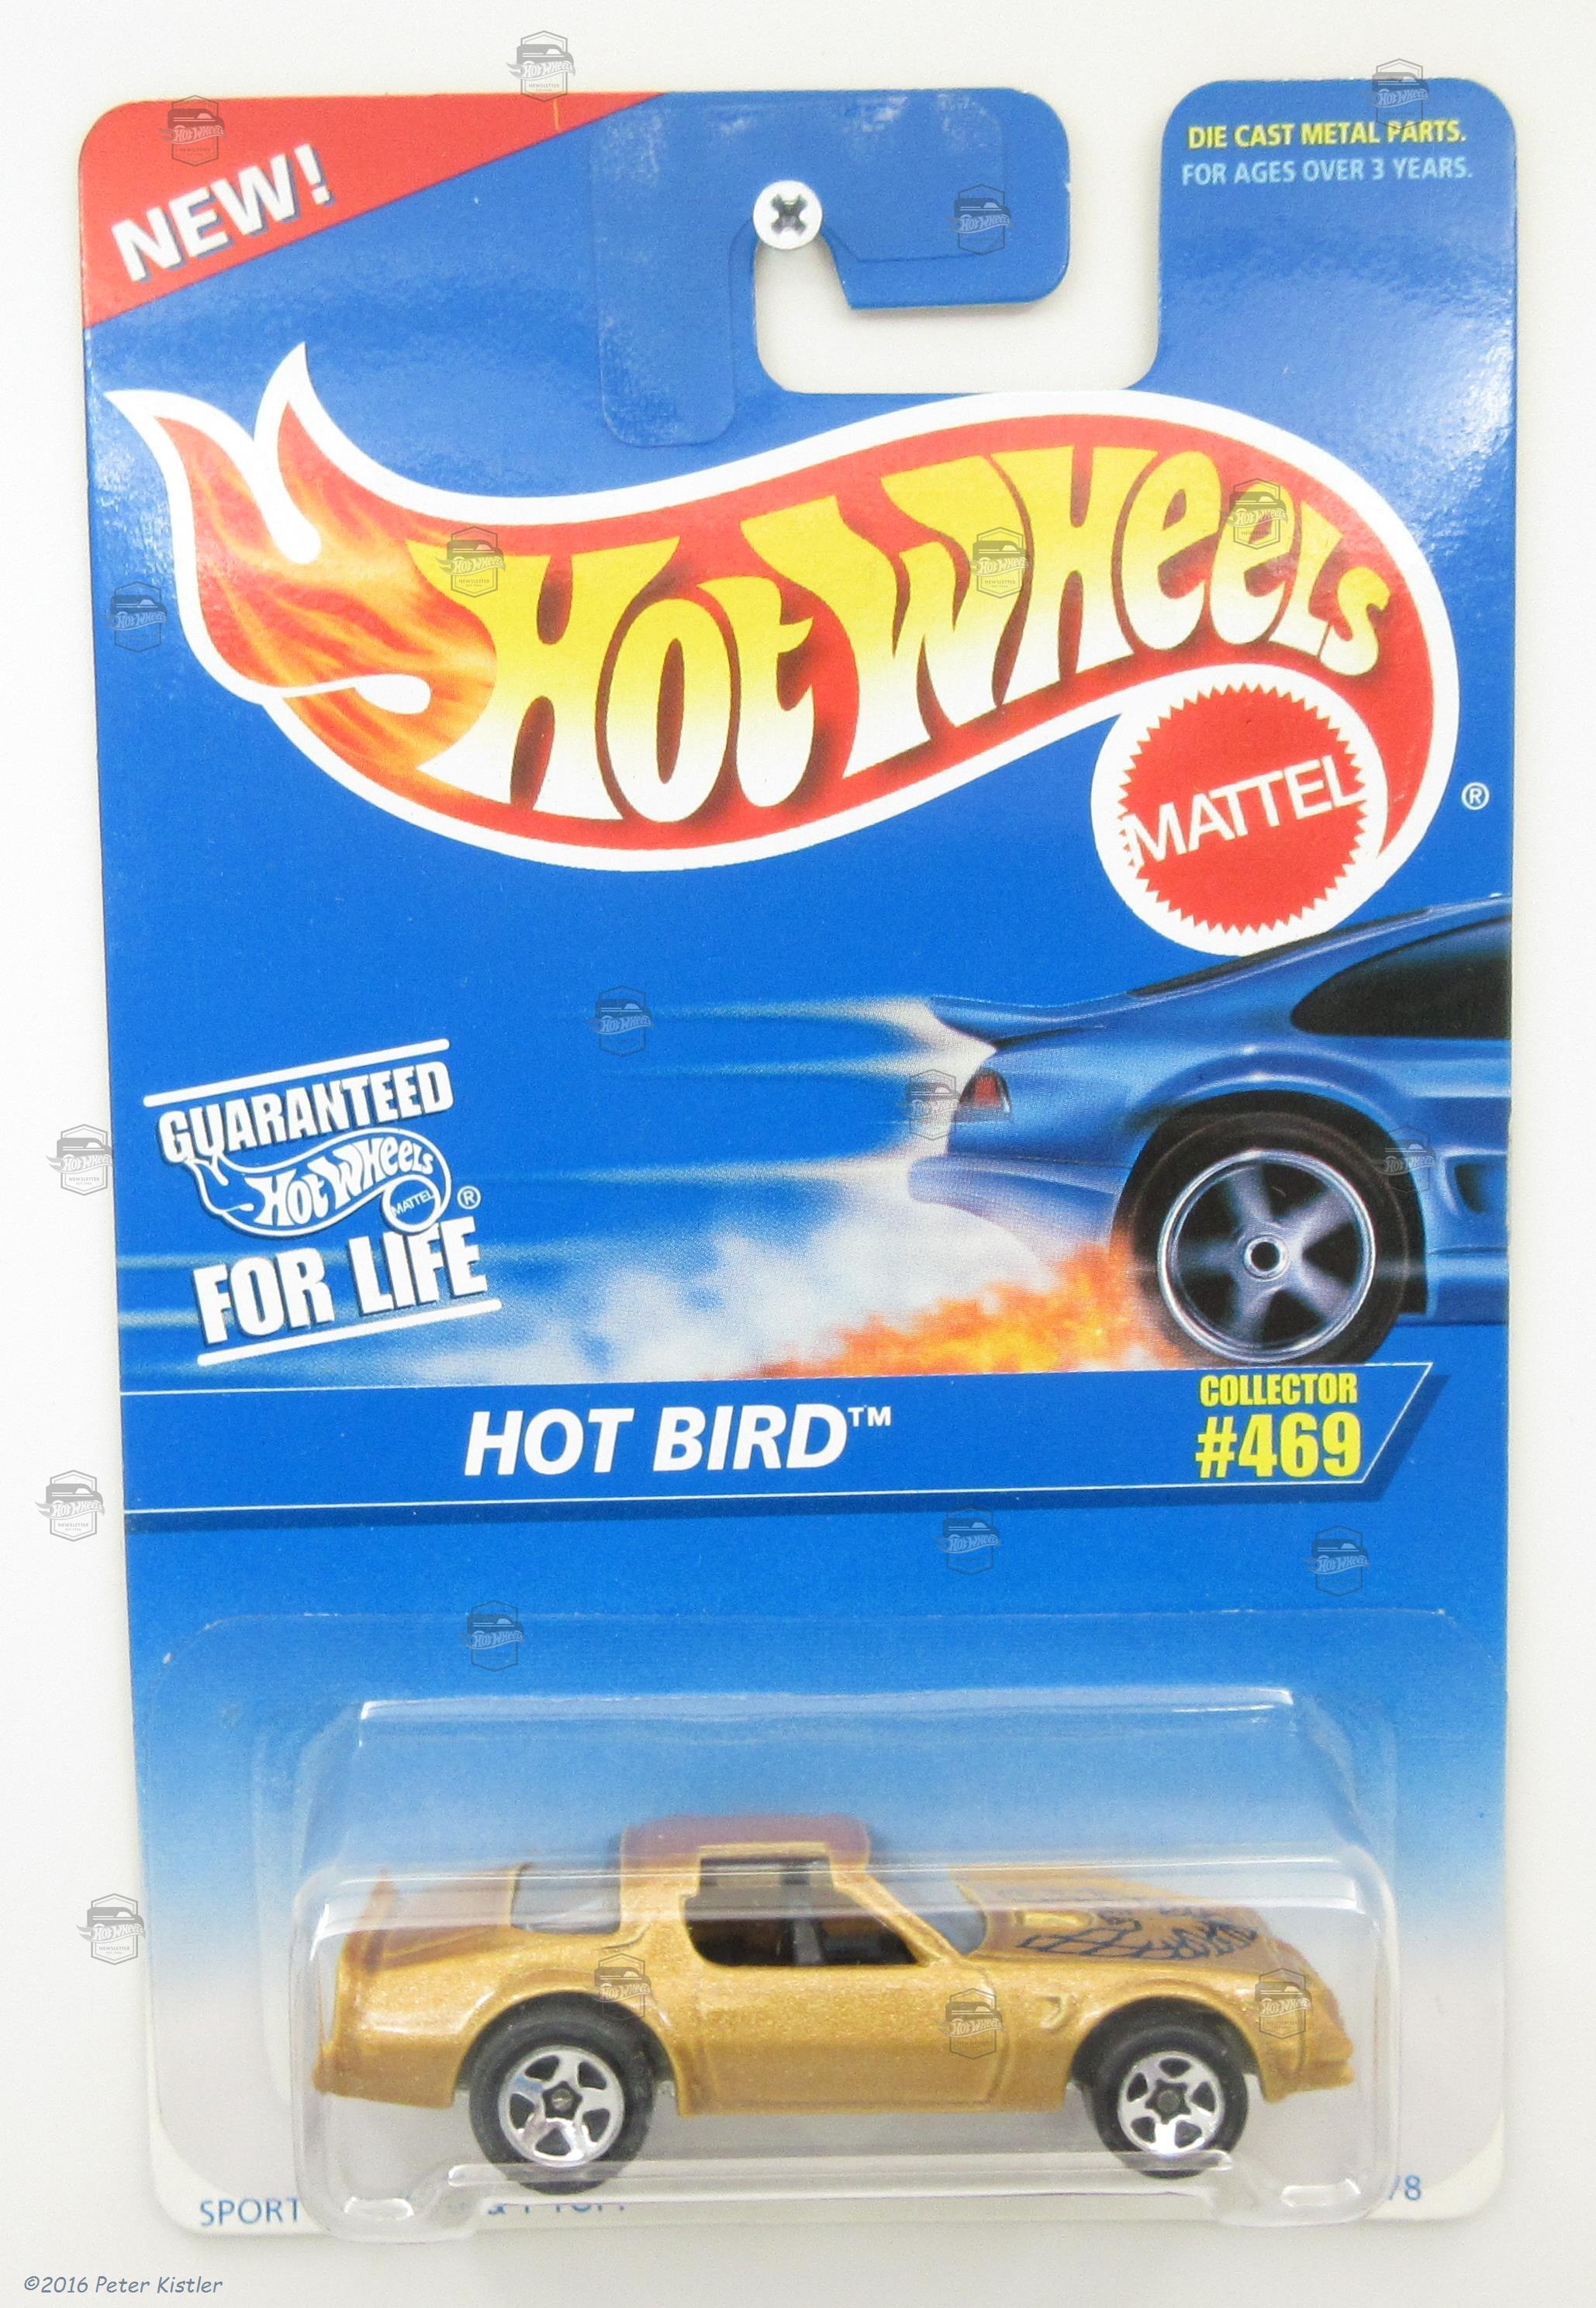 NEW!
DIE CAST METAL PARTS.
FOR AGES OVER 3 YEARS.
HOT WHEELS
MATTEL
®
GUARANTEED
HOT WHEELS
MATTEL
®
FOR LIFE
HOT BIRD™
COLLECTOR
#469
SPORT
/8
©2016 Peter Kistler